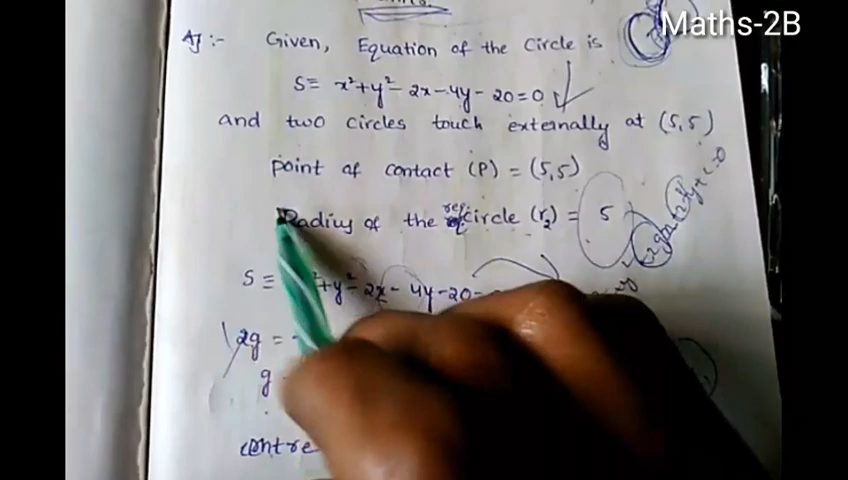 Maths-2B
A) :- Given, Equation of the Circle is
S ≡ x² + y² - 2x - 4y - 20 = 0
and two circles touch externally at (5,5)
point of contact (P) = (5,5)
Radius of the req circle (r₂) = 5
S ≡ + y² - 2x - 4y - 20
2g =
g
centre